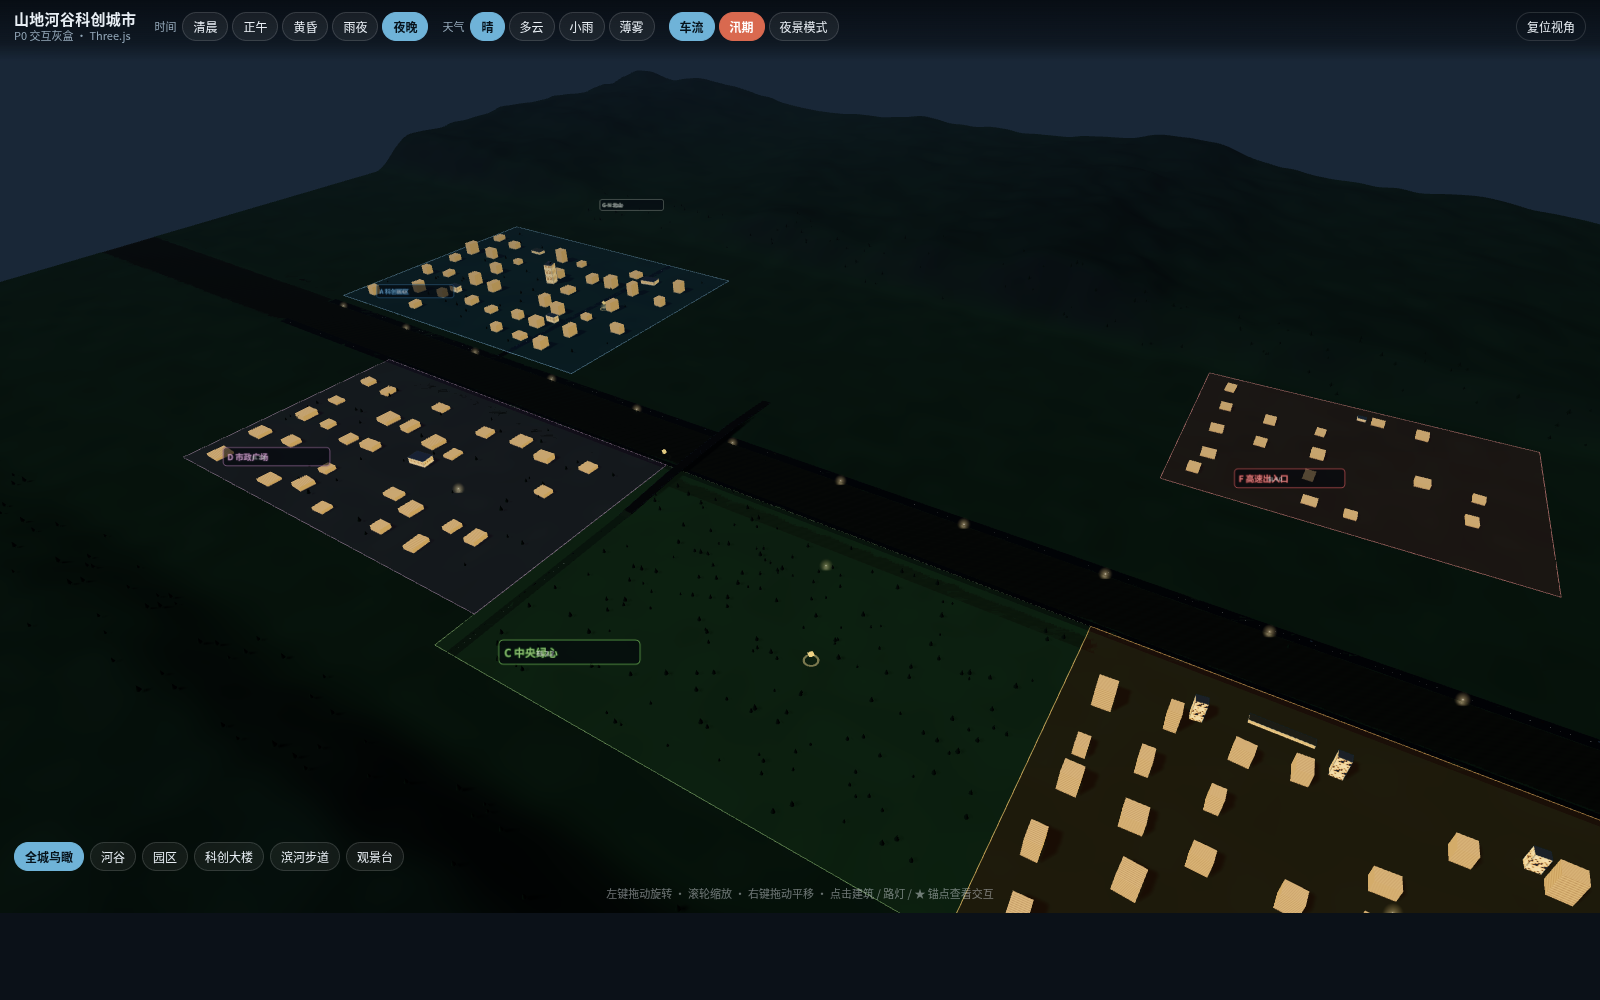 山地河谷科创城市
P0 交互灰盒 · Three.js
时间 清晨 正午 黄昏 雨夜 夜晚 天气 晴 多云 小雨 薄雾 车流 汛期 夜景模式 复位视角
D 市政广场
F 高速出入口
C 中央绿心
全城鸟瞰 河谷 园区 科创大楼 滨河步道 观景台
左键拖动旋转 · 滚轮缩放 · 右键拖动平移 · 点击建筑 / 路灯 / ★ 锚点查看交互